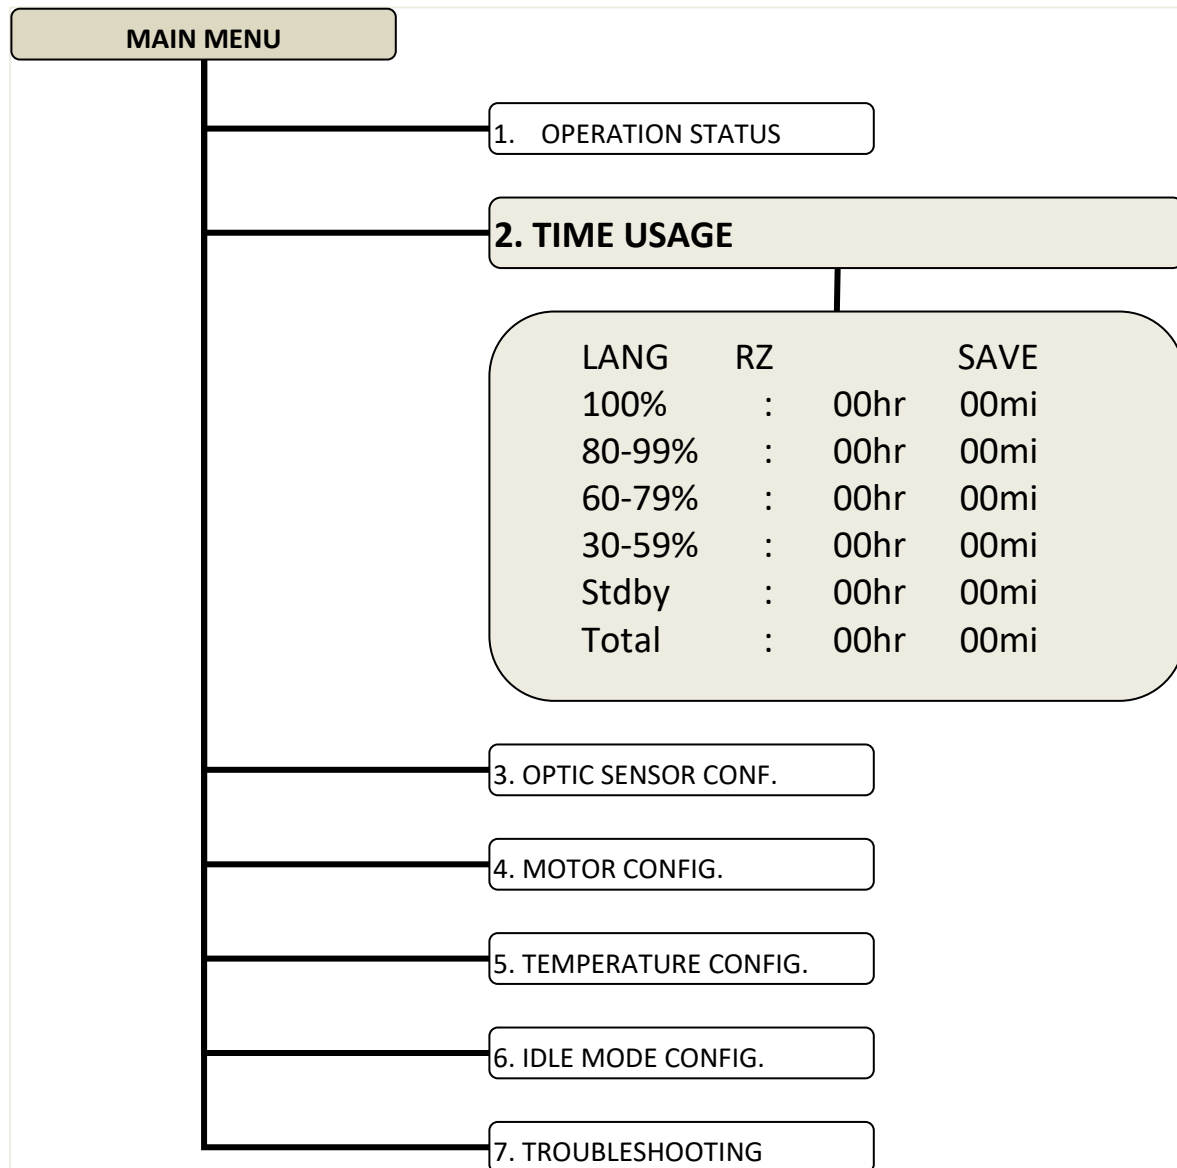 MAIN MENU
1. OPERATION STATUS
2. TIME USAGE
LANG RZ SAVE
100% : 00hr 00mi
80-99% : 00hr 00mi
60-79% : 00hr 00mi
30-59% : 00hr 00mi
Stdby : 00hr 00mi
Total : 00hr 00mi
3. OPTIC SENSOR CONF.
4. MOTOR CONFIG.
5. TEMPERATURE CONFIG.
6. IDLE MODE CONFIG.
7. TROUBLESHOOTING